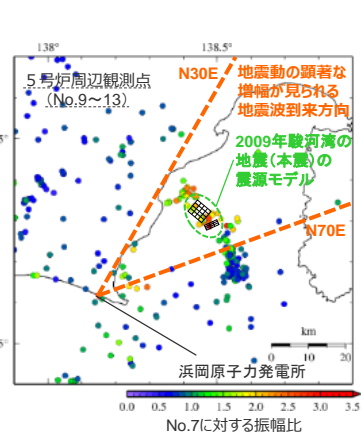 138° 138.5°
５号炉周辺観測点
（No.9～13）
N30E
地震動の顕著な
増幅が見られる
地震波到来方向
2009年駿河湾の
地震（本震）の
震源モデル
N70E
km
0 10 20
浜岡原子力発電所
0.0 0.5 1.0 1.5 2.0 2.5 3.0 3.5
No.7に対する振幅比